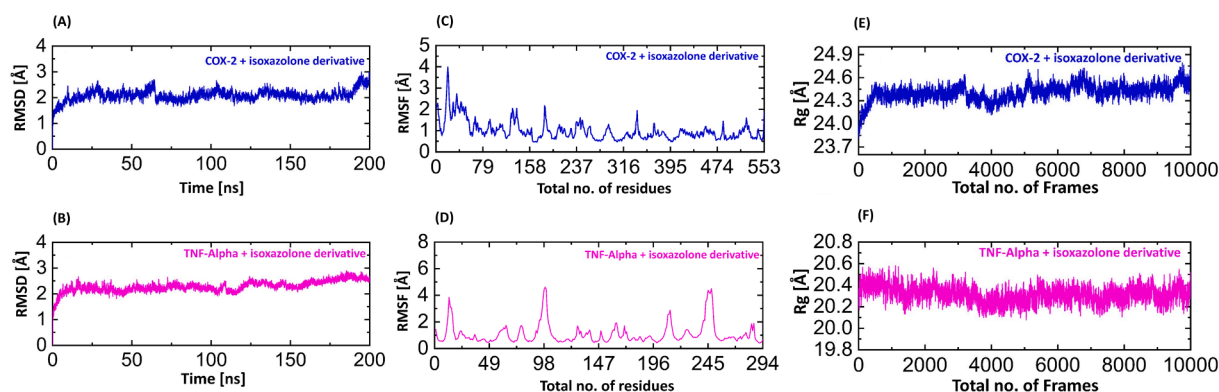 (A)
COX-2 + isoxazolone derivative
RMSD [Å]
4
3
2
1
0
0 50 100 150 200
Time [ns]
(C)
COX-2 + isoxazolone derivative
RMSF [Å]
5
4
3
2
1
0
0 79 158 237 316 395 474 553
Total no. of residues
(E)
COX-2 + isoxazolone derivative
Rg [Å]
24.9
24.6
24.3
24.0
23.7
0 2000 4000 6000 8000 10000
Total no. of Frames
(B)
TNF-Alpha + isoxazolone derivative
RMSD [Å]
4
3
2
1
0
0 50 100 150 200
Time [ns]
(D)
TNF-Alpha + isoxazolone derivative
RMSF [Å]
8
6
4
2
0
0 49 98 147 196 245 294
Total no. of residues
(F)
TNF-Alpha + isoxazolone derivative
Rg [Å]
20.8
20.6
20.4
20.2
20.0
19.8
0 2000 4000 6000 8000 10000
Total no. of Frames